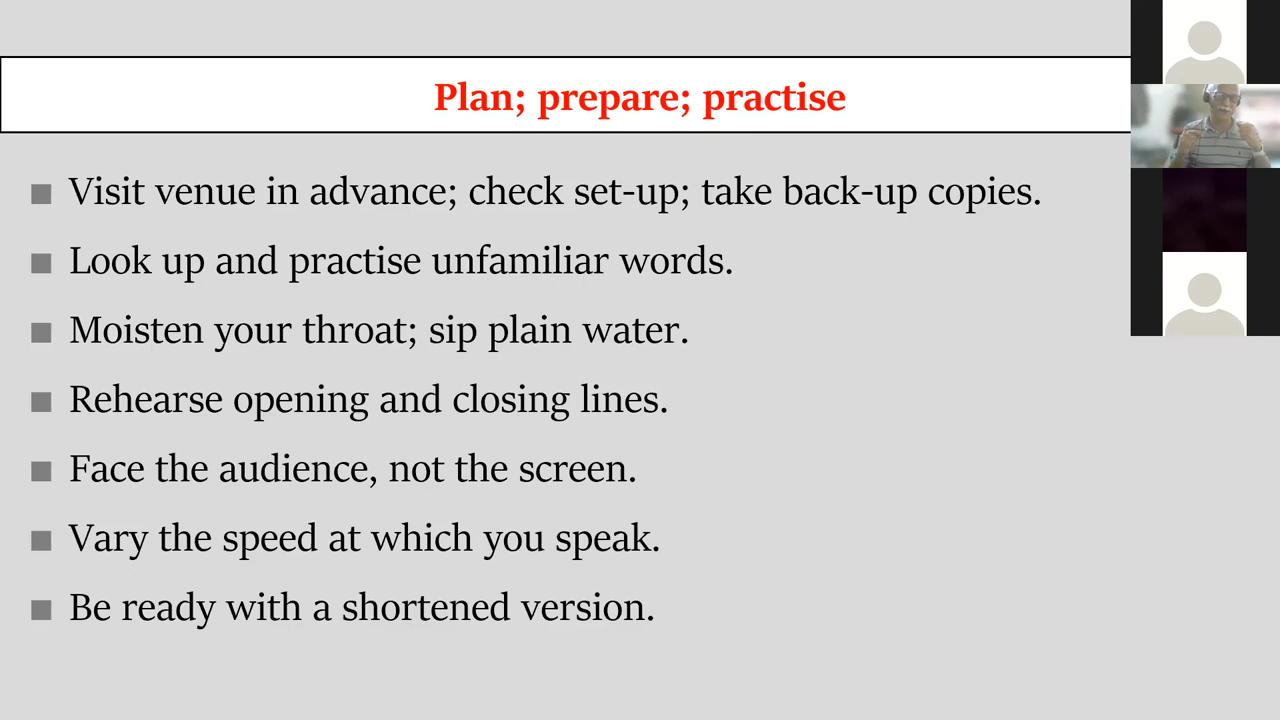 Plan; prepare; practise
Visit venue in advance; check set-up; take back-up copies.
Look up and practise unfamiliar words.
Moisten your throat; sip plain water.
Rehearse opening and closing lines.
Face the audience, not the screen.
Vary the speed at which you speak.
Be ready with a shortened version.